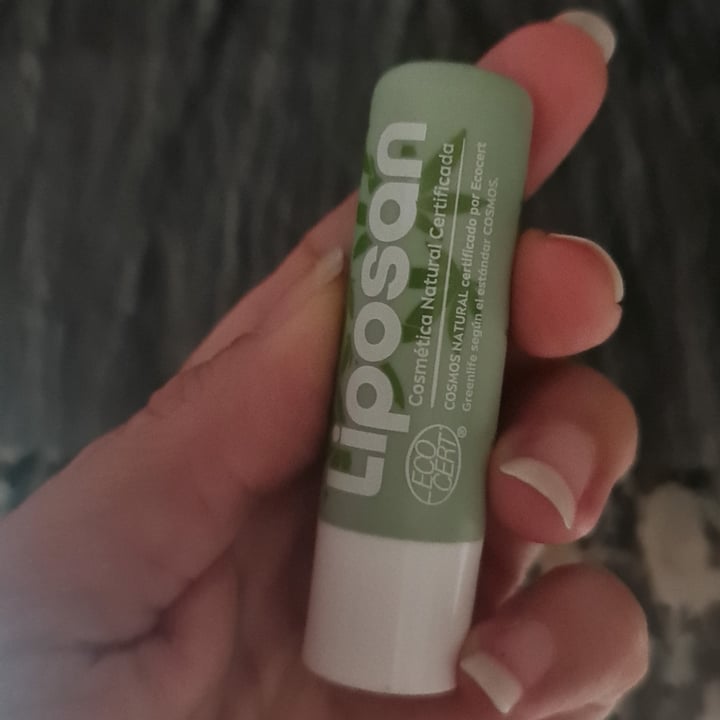 Liposan
Cosmética Natural Certificada
COSMOS NATURAL certificado por Ecocert
Greenlife según el estándar COSMOS.
ECO
CERT
®